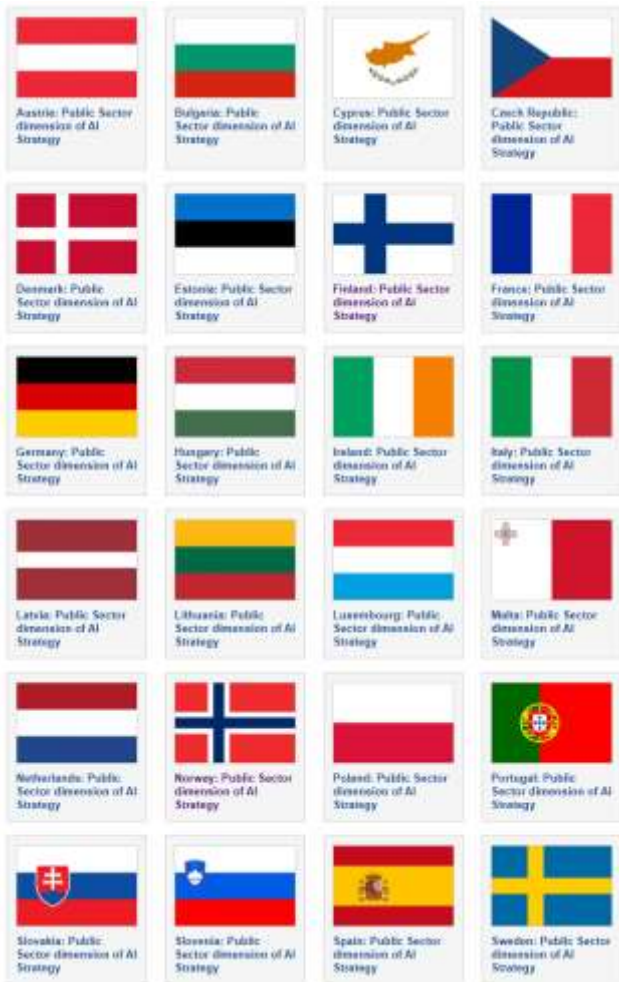 Austria: Public Sector
dimension of AI
Strategy
Bulgaria: Public
Sector dimension of AI
Strategy
Cyprus: Public Sector
dimension of AI
Strategy
Czech Republic:
Public Sector
dimension of AI
Strategy
Denmark: Public
Sector dimension of AI
Strategy
Estonia: Public Sector
dimension of AI
Strategy
Finland: Public Sector
dimension of AI
Strategy
France: Public Sector
dimension of AI
Strategy
Germany: Public
Sector dimension of AI
Strategy
Hungary: Public
Sector dimension of AI
Strategy
Ireland: Public Sector
dimension of AI
Strategy
Italy: Public Sector
dimension of AI
Strategy
Latvia: Public Sector
dimension of AI
Strategy
Lithuania: Public
Sector dimension of AI
Strategy
Luxembourg: Public
Sector dimension of AI
Strategy
Malta: Public Sector
dimension of AI
Strategy
Netherlands: Public
Sector dimension of AI
Strategy
Norway: Public Sector
dimension of AI
Strategy
Poland: Public Sector
dimension of AI
Strategy
Portugal: Public
Sector dimension of AI
Strategy
Slovakia: Public
Sector dimension of AI
Strategy
Slovenia: Public
Sector dimension of AI
Strategy
Spain: Public Sector
dimension of AI
Strategy
Sweden: Public Sector
dimension of AI
Strategy